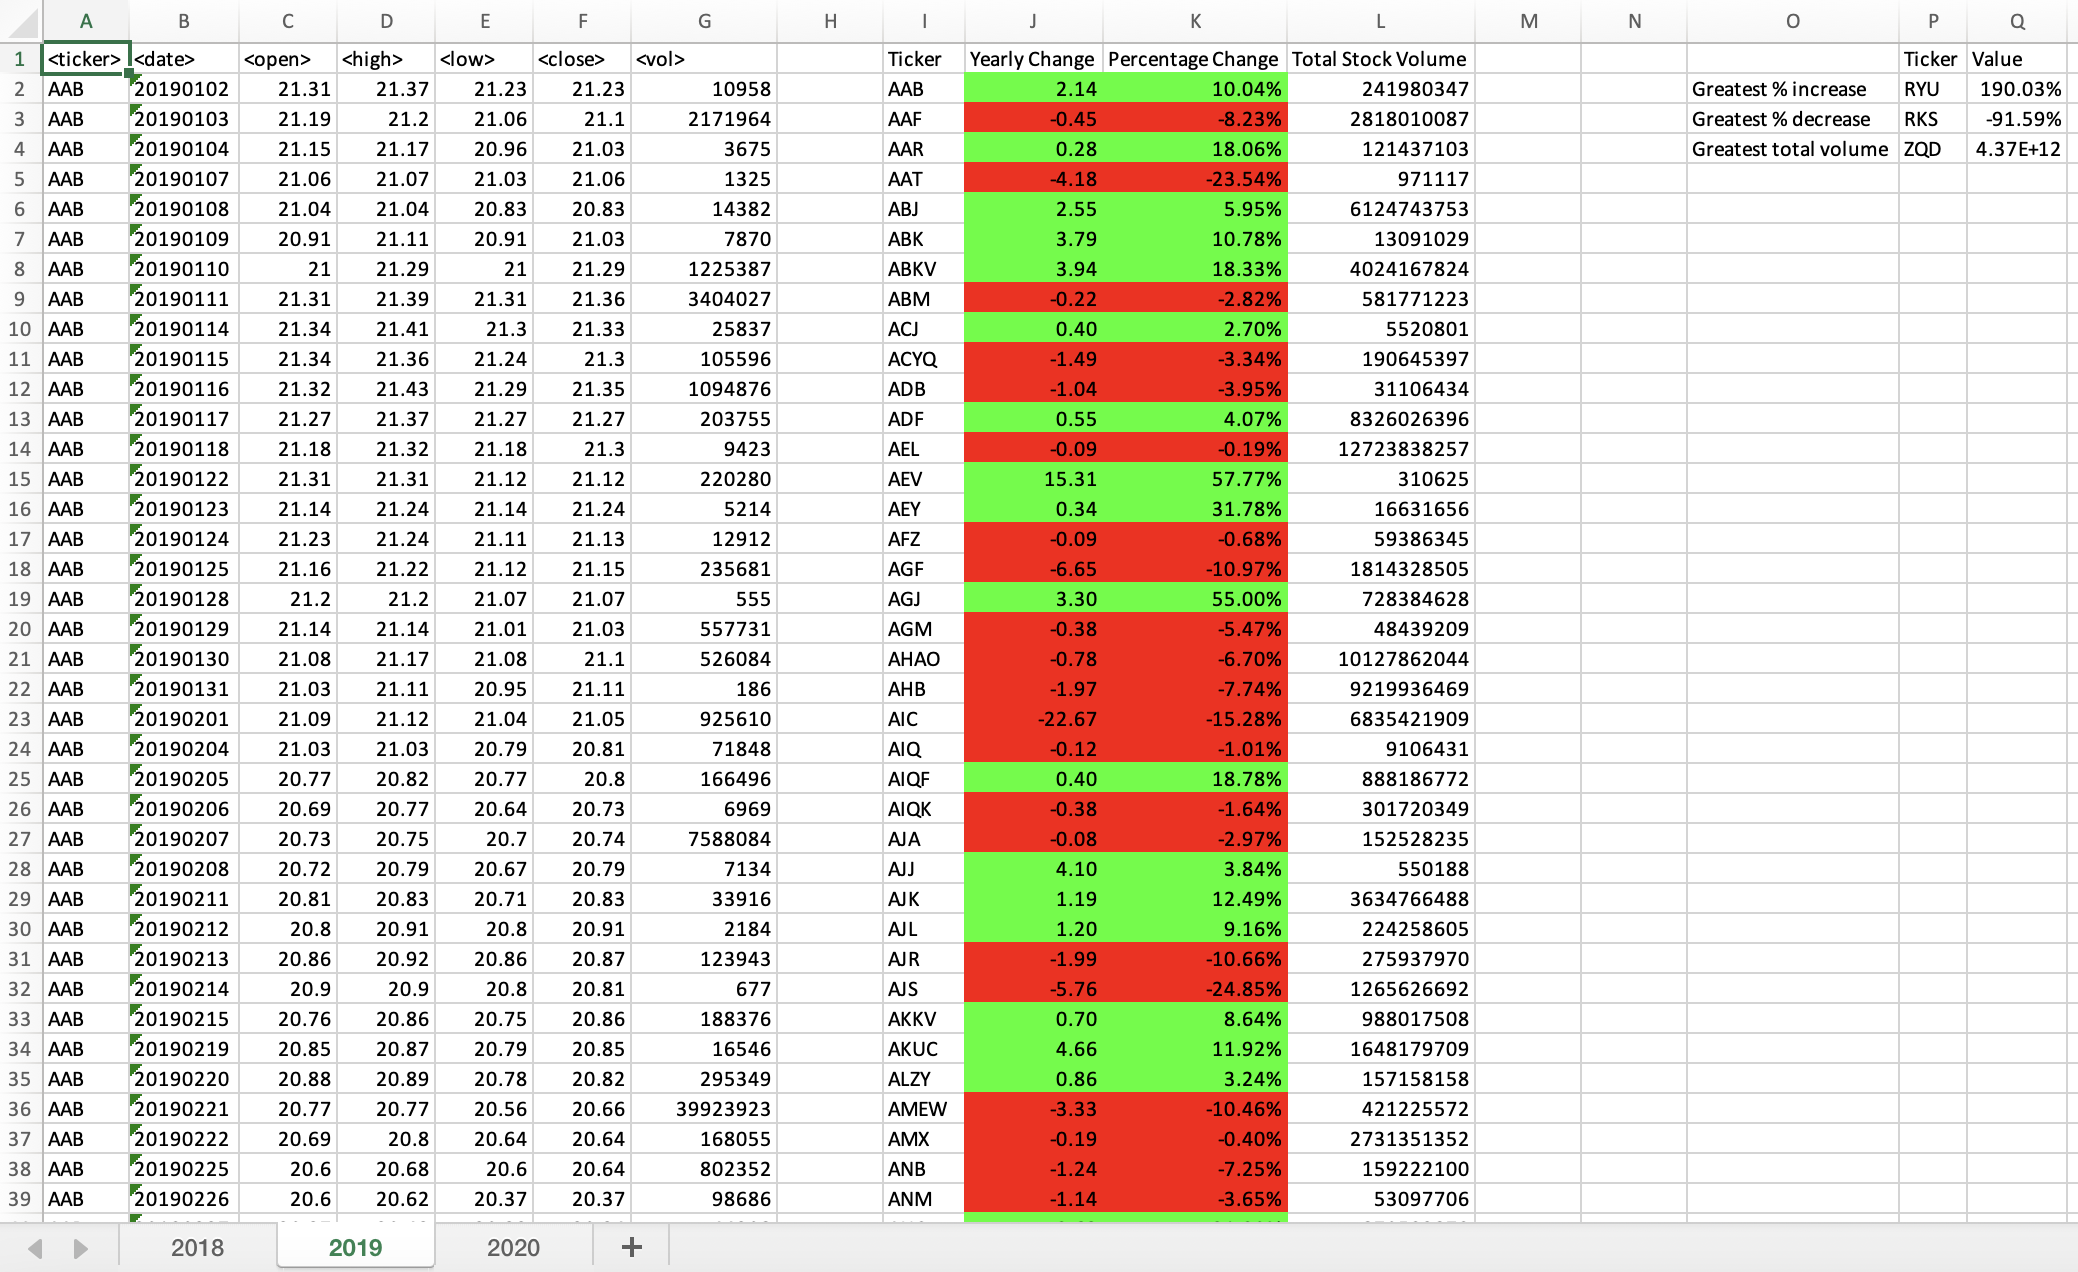 A B C D E F G H I J K L M N O P Q
1 <ticker> <date> <open> <high> <low> <close> <vol> Ticker Yearly Change Percentage Change Total Stock Volume Ticker Value
2 AAB 20190102 21.31 21.37 21.23 21.23 10958 AAB 2.14 10.04% 241980347 Greatest % increase RYU 190.03%
3 AAB 20190103 21.19 21.2 21.06 21.1 2171964 AAF -0.45 -8.23% 2818010087 Greatest % decrease RKS -91.59%
4 AAB 20190104 21.15 21.17 20.96 21.03 3675 AAR 0.28 18.06% 121437103 Greatest total volume ZQD 4.37E+12
5 AAB 20190107 21.06 21.07 21.03 21.06 1325 AAT -4.18 -23.54% 971117
6 AAB 20190108 21.04 21.04 20.83 20.83 14382 ABJ 2.55 5.95% 6124743753
7 AAB 20190109 20.91 21.11 20.91 21.03 7870 ABK 3.79 10.78% 13091029
8 AAB 20190110 21 21.29 21 21.29 1225387 ABKV 3.94 18.33% 4024167824
9 AAB 20190111 21.31 21.39 21.31 21.36 3404027 ABM -0.22 -2.82% 581771223
10 AAB 20190114 21.34 21.41 21.3 21.33 25837 ACJ 0.40 2.70% 5520801
11 AAB 20190115 21.34 21.36 21.24 21.3 105596 ACYQ -1.49 -3.34% 190645397
12 AAB 20190116 21.32 21.43 21.29 21.35 1094876 ADB -1.04 -3.95% 31106434
13 AAB 20190117 21.27 21.37 21.27 21.27 203755 ADF 0.55 4.07% 8326026396
14 AAB 20190118 21.18 21.32 21.18 21.3 9423 AEL -0.09 -0.19% 12723838257
15 AAB 20190122 21.31 21.31 21.12 21.12 220280 AEV 15.31 57.77% 310625
16 AAB 20190123 21.14 21.24 21.14 21.24 5214 AEY 0.34 31.78% 16631656
17 AAB 20190124 21.23 21.24 21.11 21.13 12912 AFZ -0.09 -0.68% 59386345
18 AAB 20190125 21.16 21.22 21.12 21.15 235681 AGF -6.65 -10.97% 1814328505
19 AAB 20190128 21.2 21.2 21.07 21.07 555 AGJ 3.30 55.00% 728384628
20 AAB 20190129 21.14 21.14 21.01 21.03 557731 AGM -0.38 -5.47% 48439209
21 AAB 20190130 21.08 21.17 21.08 21.1 526084 AHAO -0.78 -6.70% 10127862044
22 AAB 20190131 21.03 21.11 20.95 21.11 186 AHB -1.97 -7.74% 9219936469
23 AAB 20190201 21.09 21.12 21.04 21.05 925610 AIC -22.67 -15.28% 6835421909
24 AAB 20190204 21.03 21.03 20.79 20.81 71848 AIQ -0.12 -1.01% 9106431
25 AAB 20190205 20.77 20.82 20.77 20.8 166496 AIQF 0.40 18.78% 888186772
26 AAB 20190206 20.69 20.77 20.64 20.73 6969 AIQK -0.38 -1.64% 301720349
27 AAB 20190207 20.73 20.75 20.7 20.74 7588084 AJA -0.08 -2.97% 152528235
28 AAB 20190208 20.72 20.79 20.67 20.79 7134 AJJ 4.10 3.84% 550188
29 AAB 20190211 20.81 20.83 20.71 20.83 33916 AJK 1.19 12.49% 3634766488
30 AAB 20190212 20.8 20.91 20.8 20.91 2184 AJL 1.20 9.16% 224258605
31 AAB 20190213 20.86 20.92 20.86 20.87 123943 AJR -1.99 -10.66% 275937970
32 AAB 20190214 20.9 20.9 20.8 20.81 677 AJS -5.76 -24.85% 1265626692
33 AAB 20190215 20.76 20.86 20.75 20.86 188376 AKKV 0.70 8.64% 988017508
34 AAB 20190219 20.85 20.87 20.79 20.85 16546 AKUC 4.66 11.92% 1648179709
35 AAB 20190220 20.88 20.89 20.78 20.82 295349 ALZY 0.86 3.24% 157158158
36 AAB 20190221 20.77 20.77 20.56 20.66 39923923 AMEW -3.33 -10.46% 421225572
37 AAB 20190222 20.69 20.8 20.64 20.64 168055 AMX -0.19 -0.40% 2731351352
38 AAB 20190225 20.6 20.68 20.6 20.64 802352 ANB -1.24 -7.25% 159222100
39 AAB 20190226 20.6 20.62 20.37 20.37 98686 ANM -1.14 -3.65% 53097706
2018 2019 2020 +